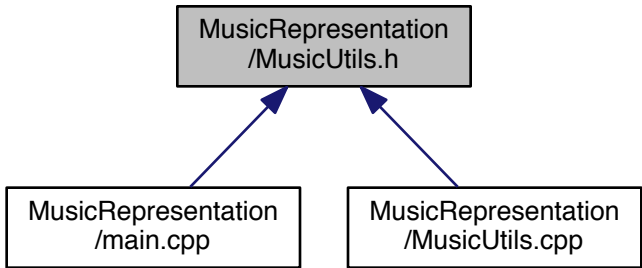 MusicRepresentation
/MusicUtils.h
MusicRepresentation
/main.cpp
MusicRepresentation
/MusicUtils.cpp